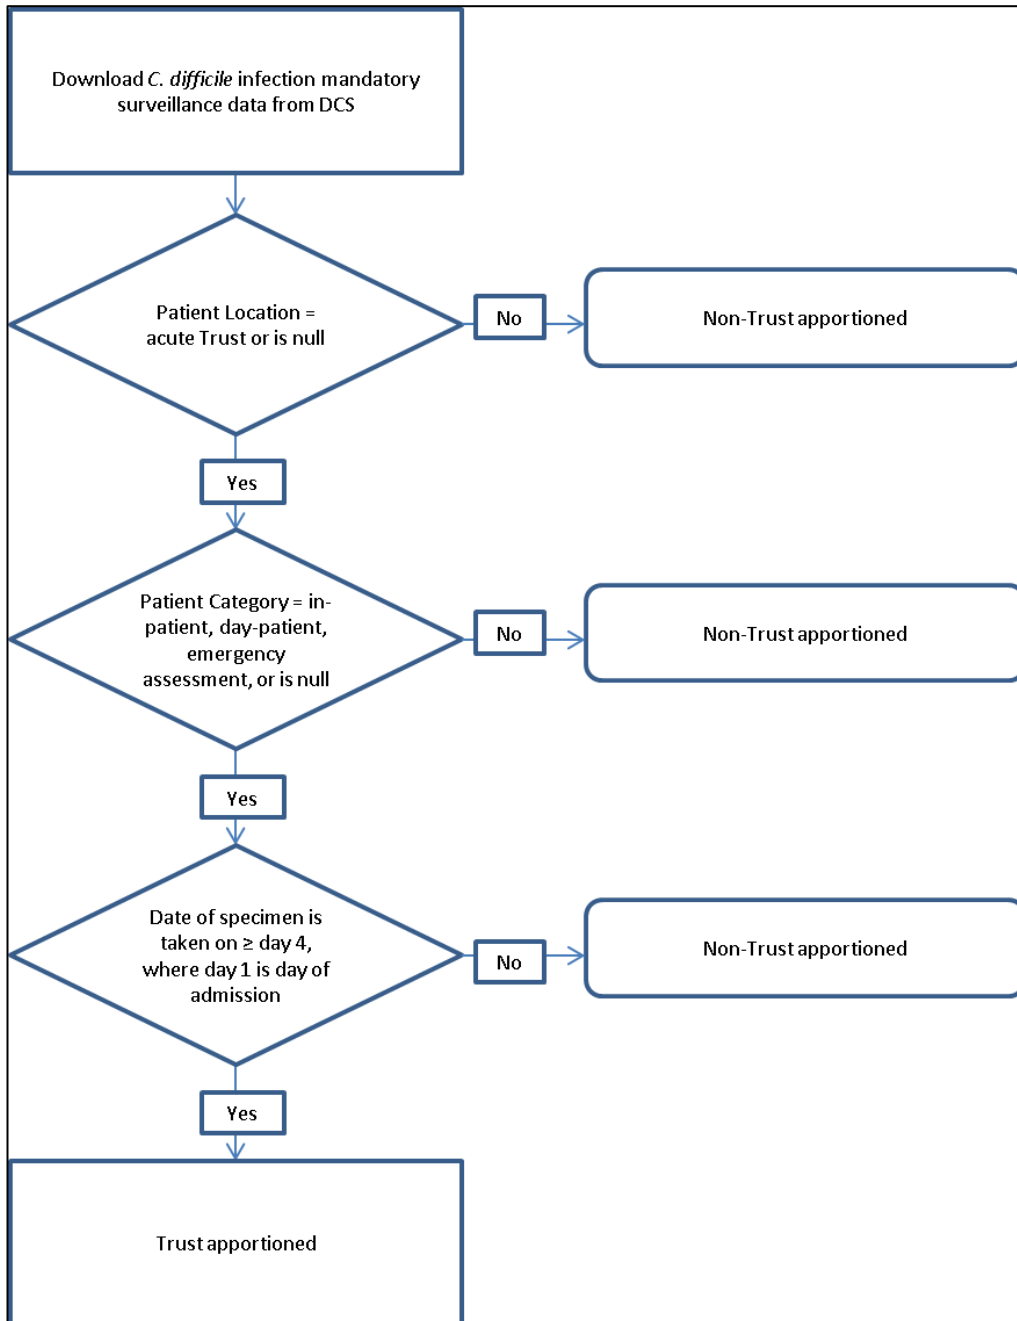 Download C. difficile infection mandatory
surveillance data from DCS
Patient Location =
acute Trust or is null
No
Non-Trust apportioned
Yes
Patient Category = in-
patient, day-patient,
emergency
assessment, or is null
No
Non-Trust apportioned
Yes
Date of specimen is
taken on ≥ day 4,
where day 1 is day of
admission
No
Non-Trust apportioned
Yes
Trust apportioned